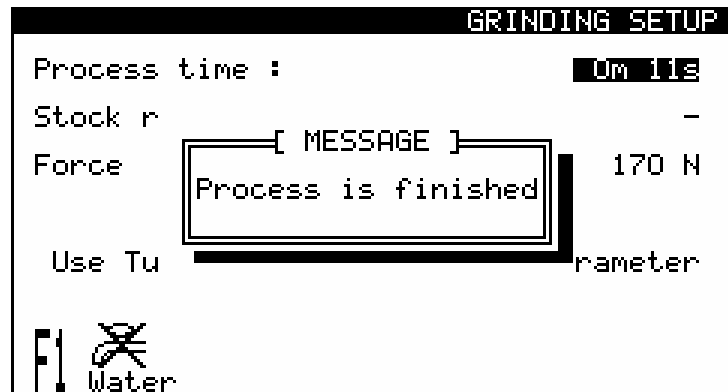 GRINDING SETUP
Process time : 0m 11s
Stock r –
[ MESSAGE ]
Force 170 N
Process is finished
Use Tu rameter
F1
Water